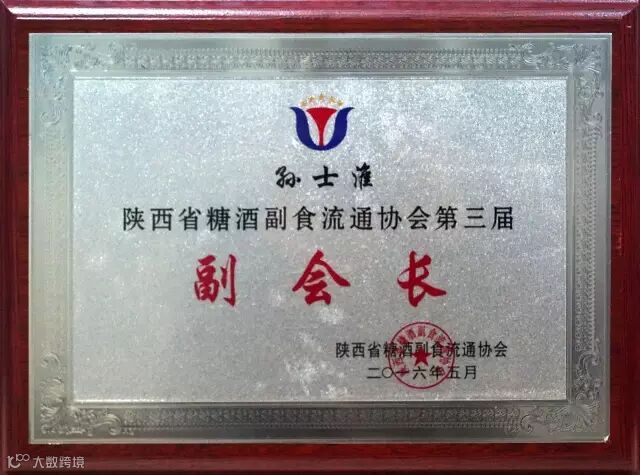 孙士淮
陕西省糖酒副食流通协会第三届
副会长
陕西省糖酒副食流通协会
二〇一六年五月
大数跨境